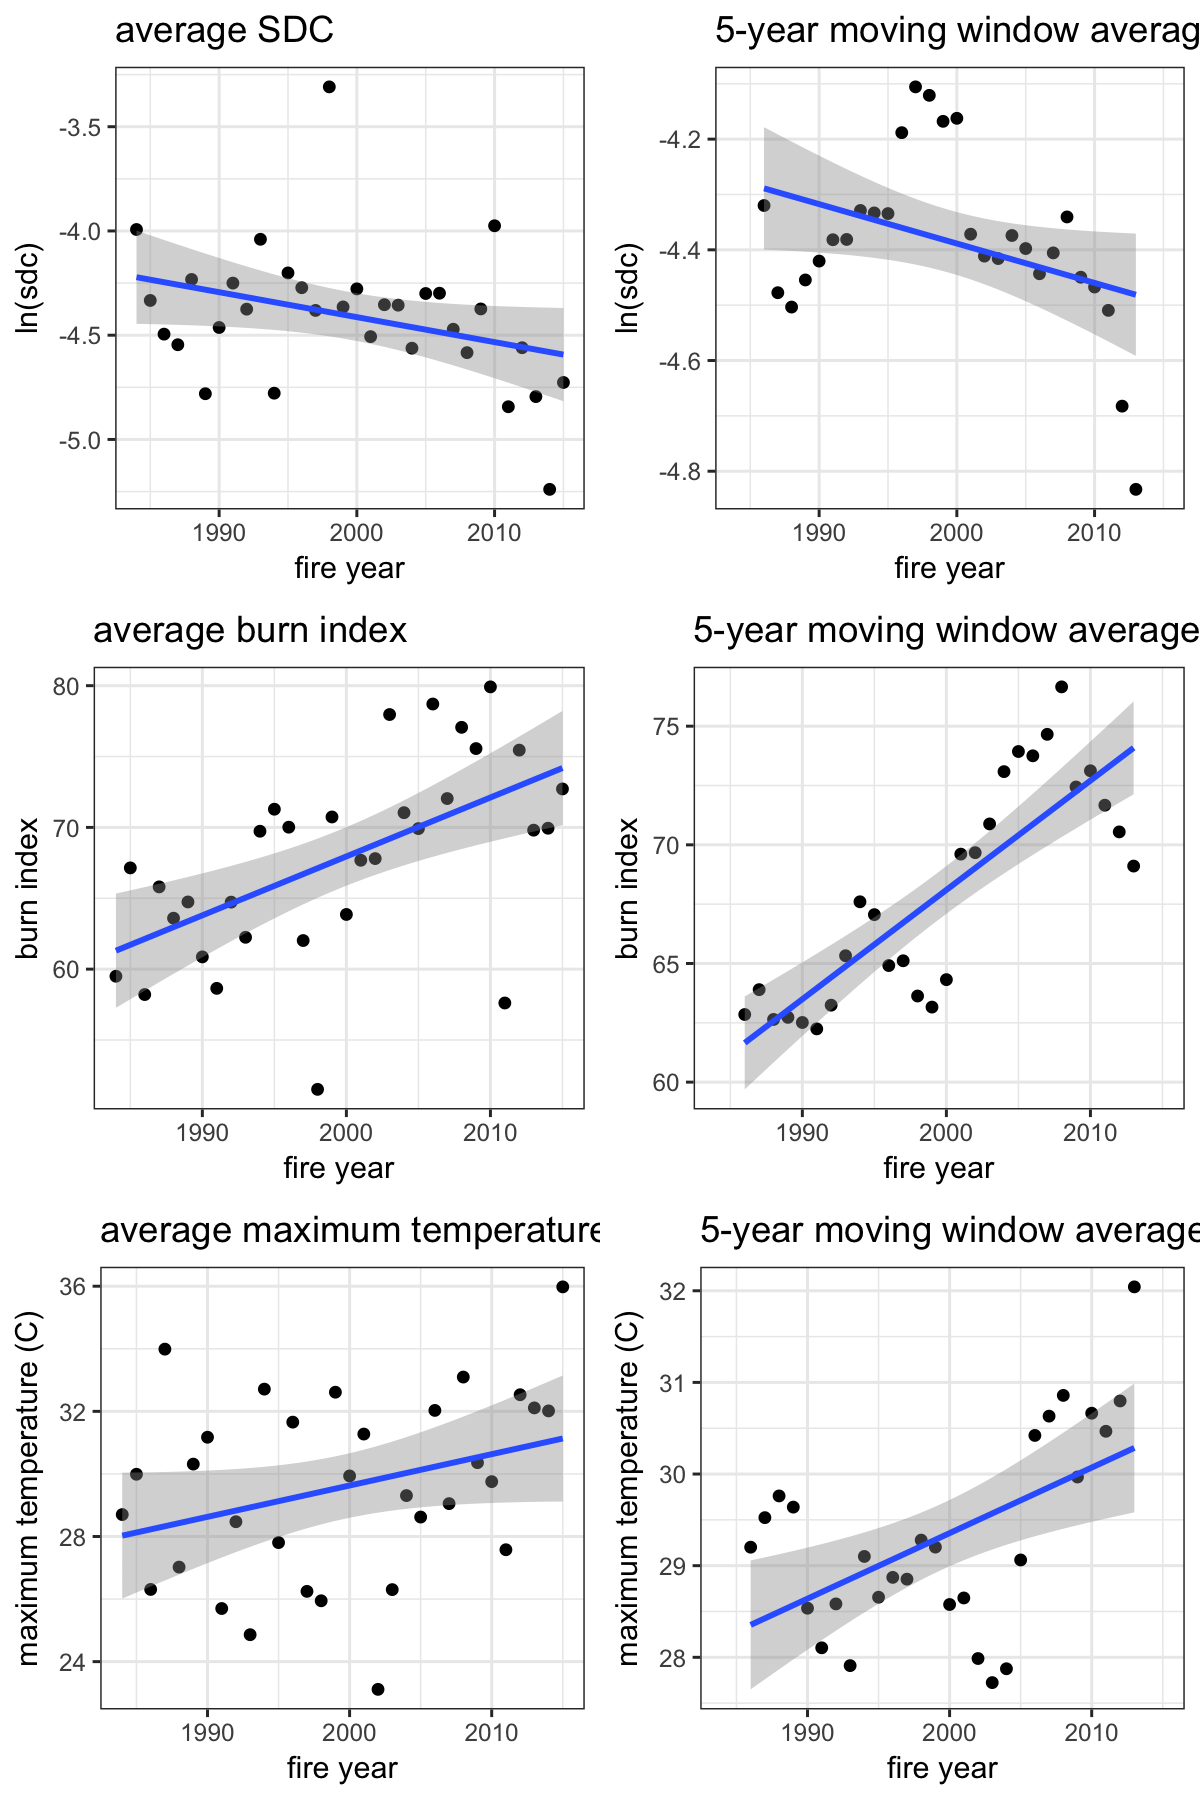 average SDC
-3.5
-4.0
-4.5
-5.0
ln(sdc)
1990 2000 2010
fire year
5-year moving window averag
-4.2
-4.4
-4.6
-4.8
ln(sdc)
1990 2000 2010
fire year
average burn index
80
70
60
burn index
1990 2000 2010
fire year
5-year moving window average
75
70
65
60
burn index
1990 2000 2010
fire year
average maximum temperature
36
32
28
24
maximum temperature (C)
1990 2000 2010
fire year
5-year moving window average
32
31
30
29
28
maximum temperature (C)
1990 2000 2010
fire year